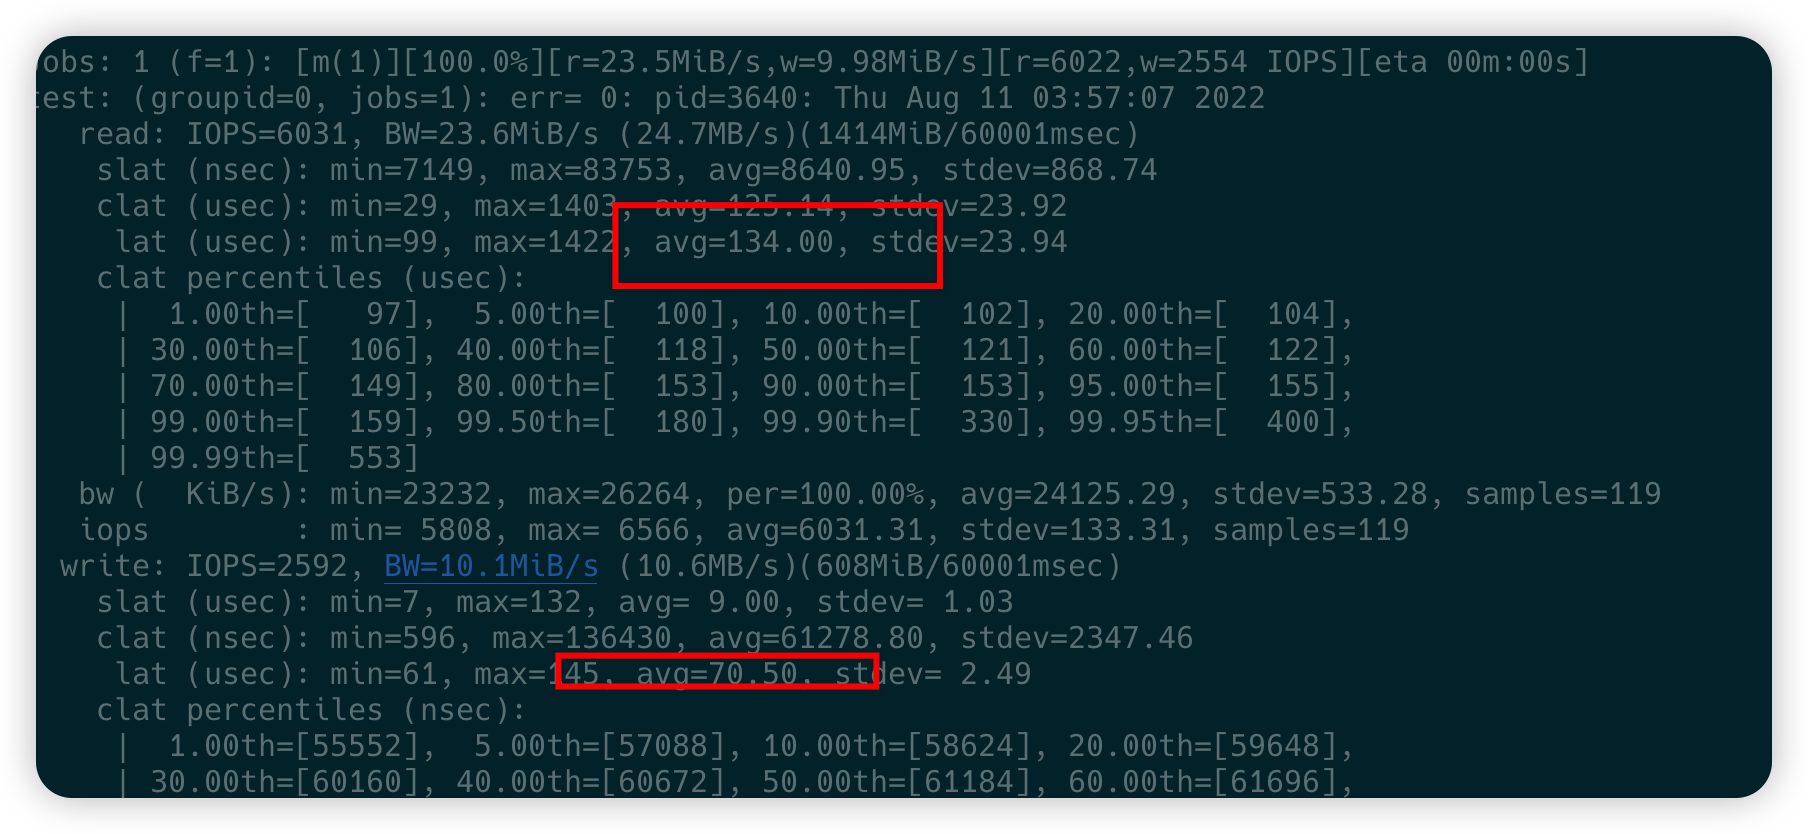 obs: 1 (f=1): [m(1)][100.0%][r=23.5MiB/s,w=9.98MiB/s][r=6022,w=2554 IOPS][eta 00m:00s]
test: (groupid=0, jobs=1): err= 0: pid=3640: Thu Aug 11 03:57:07 2022
read: IOPS=6031, BW=23.6MiB/s (24.7MB/s)(1414MiB/60001msec)
slat (nsec): min=7149, max=83753, avg=8640.95, stdev=868.74
clat (usec): min=29, max=1403, avg=125.14, stdev=23.92
lat (usec): min=99, max=1422, avg=134.00, stdev=23.94
clat percentiles (usec):
|  1.00th=[   97],  5.00th=[  100], 10.00th=[  102], 20.00th=[  104],
| 30.00th=[  106], 40.00th=[  118], 50.00th=[  121], 60.00th=[  122],
| 70.00th=[  149], 80.00th=[  153], 90.00th=[  153], 95.00th=[  155],
| 99.00th=[  159], 99.50th=[  180], 99.90th=[  330], 99.95th=[  400],
| 99.99th=[  553]
bw (  KiB/s): min=23232, max=26264, per=100.00%, avg=24125.29, stdev=533.28, samples=119
iops        : min= 5808, max= 6566, avg=6031.31, stdev=133.31, samples=119
write: IOPS=2592, BW=10.1MiB/s (10.6MB/s)(608MiB/60001msec)
slat (usec): min=7, max=132, avg= 9.00, stdev= 1.03
clat (nsec): min=596, max=136430, avg=61278.80, stdev=2347.46
lat (usec): min=61, max=145, avg=70.50, stdev= 2.49
clat percentiles (nsec):
|  1.00th=[55552],  5.00th=[57088], 10.00th=[58624], 20.00th=[59648],
| 30.00th=[60160], 40.00th=[60672], 50.00th=[61184], 60.00th=[61696],